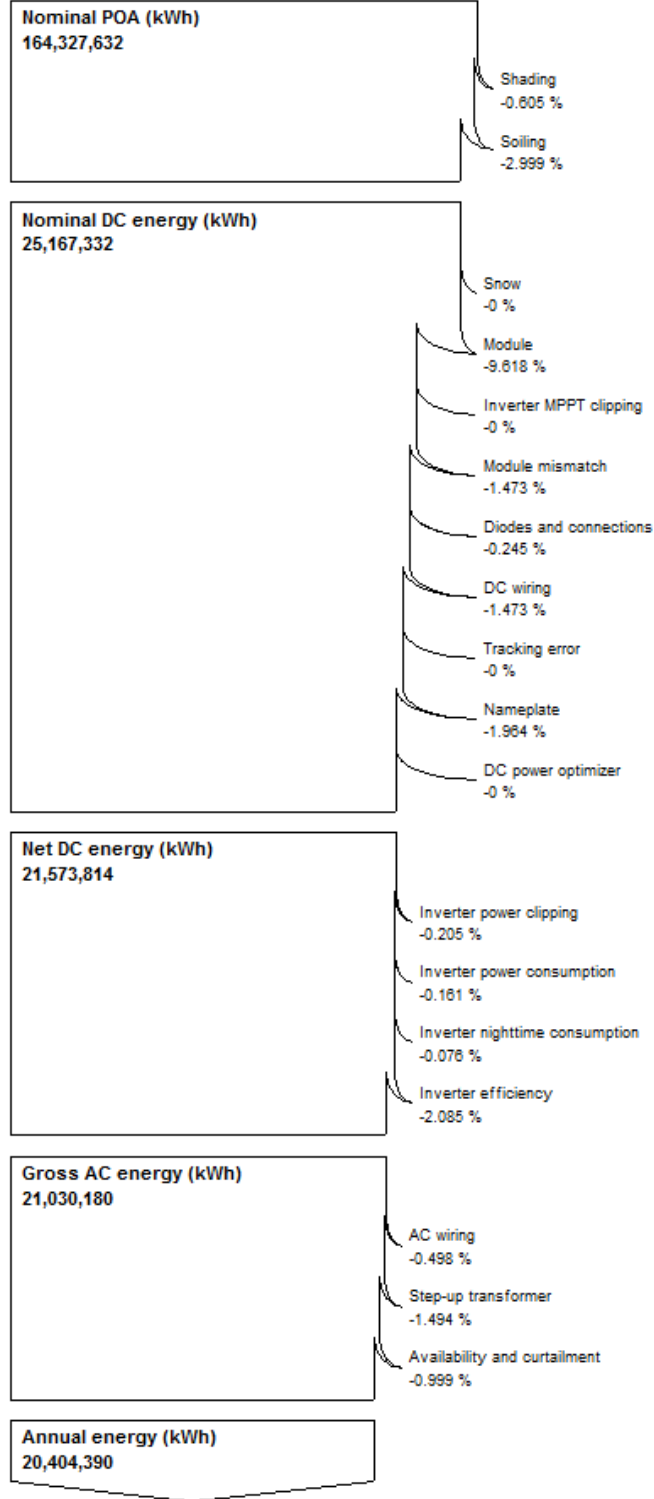 Nominal POA (kWh)
164,327,632
Shading
-0.605 %
Soiling
-2.999 %
Nominal DC energy (kWh)
25,167,332
Snow
-0 %
Module
-9.618 %
Inverter MPPT clipping
-0 %
Module mismatch
-1.473 %
Diodes and connections
-0.245 %
DC wiring
-1.473 %
Tracking error
-0 %
Nameplate
-1.964 %
DC power optimizer
-0 %
Net DC energy (kWh)
21,573,814
Inverter power clipping
-0.205 %
Inverter power consumption
-0.161 %
Inverter nighttime consumption
-0.076 %
Inverter efficiency
-2.085 %
Gross AC energy (kWh)
21,030,180
AC wiring
-0.498 %
Step-up transformer
-1.494 %
Availability and curtailment
-0.999 %
Annual energy (kWh)
20,404,390